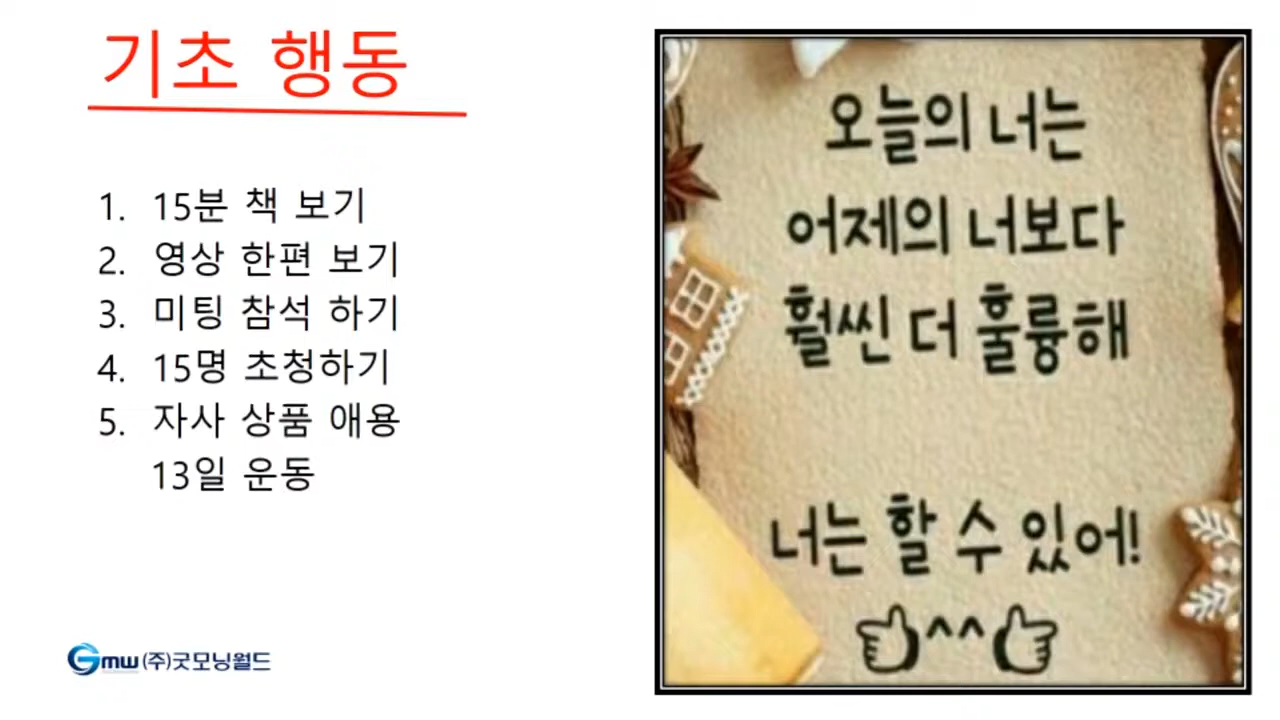 기초 행동
1. 15분 책 보기
2. 영상 한편 보기
3. 미팅 참석 하기
4. 15명 초청하기
5. 자사 상품 애용
13일 운동
Gmw (주)굿모닝월드
오늘의 너는
어제의 너보다
훨씬 더 훌륭해
너는 할 수 있어!
^^